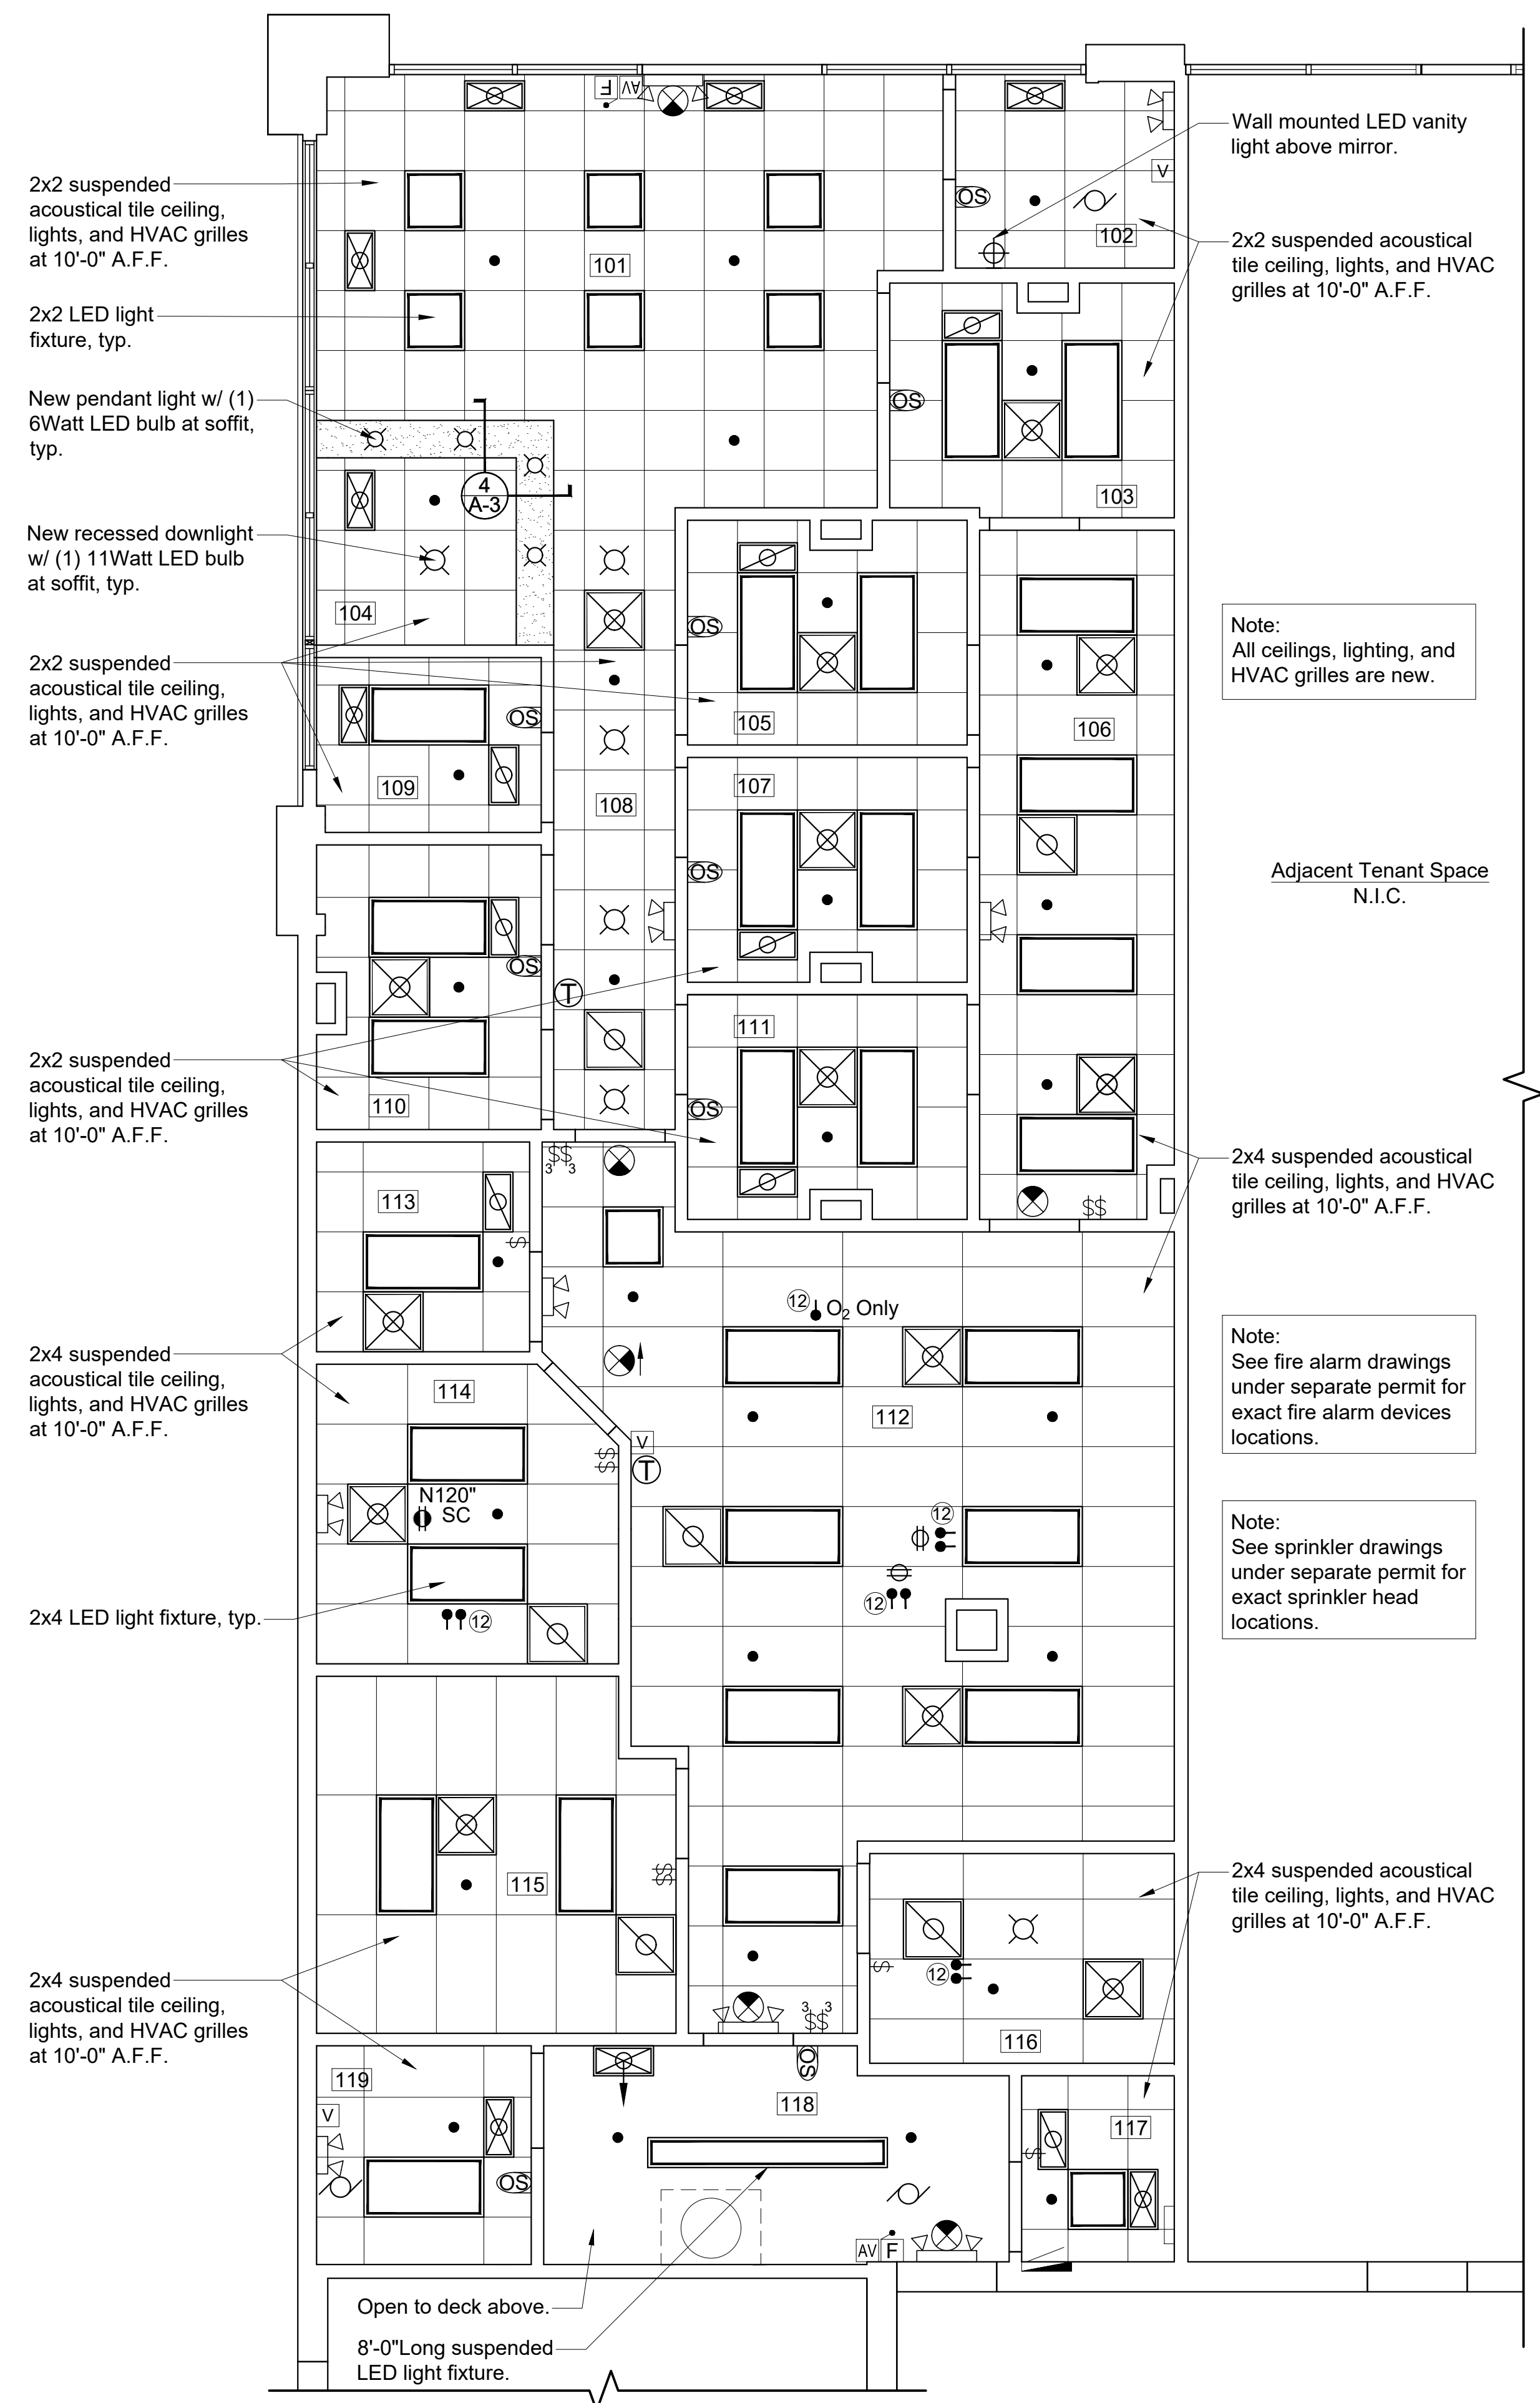 2x2 suspended
acoustical tile ceiling,
lights, and HVAC grilles
at 10'-0" A.F.F.
2x2 LED light
fixture, typ.
New pendant light w/ (1)
6Watt LED bulb at soffit,
typ.
New recessed downlight
w/ (1) 11Watt LED bulb
at soffit, typ.
2x2 suspended
acoustical tile ceiling,
lights, and HVAC grilles
at 10'-0" A.F.F.
2x2 suspended
acoustical tile ceiling,
lights, and HVAC grilles
at 10'-0" A.F.F.
2x4 suspended
acoustical tile ceiling,
lights, and HVAC grilles
at 10'-0" A.F.F.
2x4 LED light fixture, typ.
2x4 suspended
acoustical tile ceiling,
lights, and HVAC grilles
at 10'-0" A.F.F.
F
AV
V
OS
101
102
OS
103
4
A-3
104
OS
105
106
OS
109
107
108
OS
OS
T
110
111
OS
$$
3 3
$$
113
$
12
O₂ Only
114
112
V
T
$$
N120"
SC
12
12
12
115
$$
$
12
3 3
$$
116
119
V
OS
OS
118
117
$
AV
F
Open to deck above.
8'-0"Long suspended
LED light fixture.
Wall mounted LED vanity
light above mirror.
2x2 suspended acoustical
tile ceiling, lights, and HVAC
grilles at 10'-0" A.F.F.
Note:
All ceilings, lighting, and
HVAC grilles are new.
Adjacent Tenant Space
N.I.C.
2x4 suspended acoustical
tile ceiling, lights, and HVAC
grilles at 10'-0" A.F.F.
Note:
See fire alarm drawings
under separate permit for
exact fire alarm devices
locations.
Note:
See sprinkler drawings
under separate permit for
exact sprinkler head
locations.
2x4 suspended acoustical
tile ceiling, lights, and HVAC
grilles at 10'-0" A.F.F.